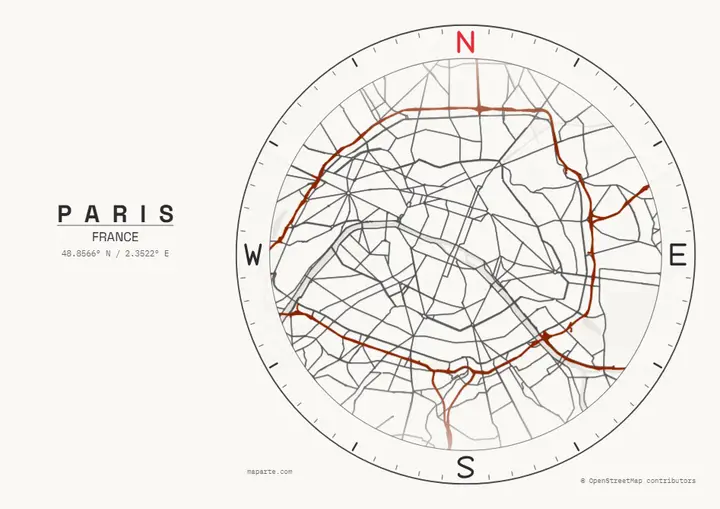 N
PARIS
FRANCE
48.8566° N / 2.3522° E
W
E
S
maparte.com
© OpenStreetMap contributors